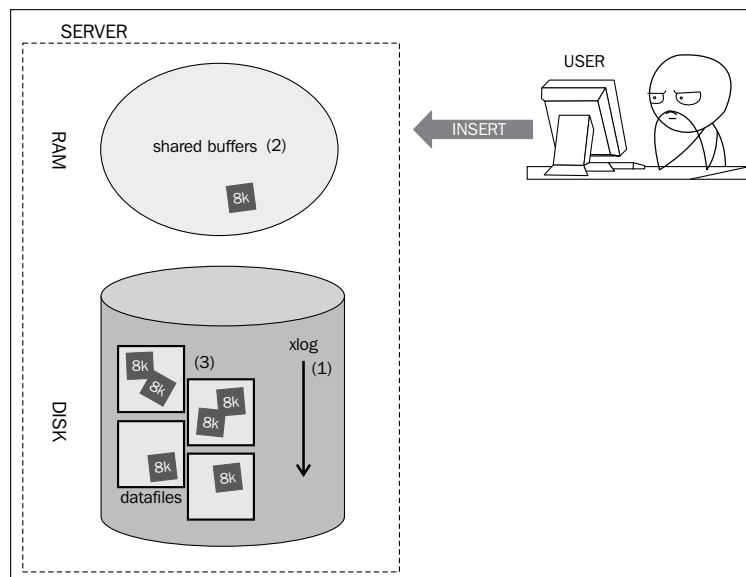 SERVER
USER
RAM
shared buffers (2)
INSERT
8k
DISK
xlog
(1)
8k
8k
(3)
8k
8k
8k
8k
datafiles